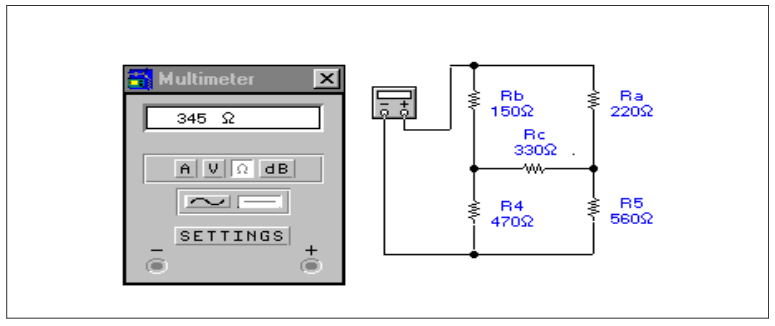 Multimeter
345 Ω
A V Ω dB
SETTINGS
− +
− +
Rb
150Ω
Ra
220Ω
Rc
330Ω
R4
470Ω
R5
560Ω